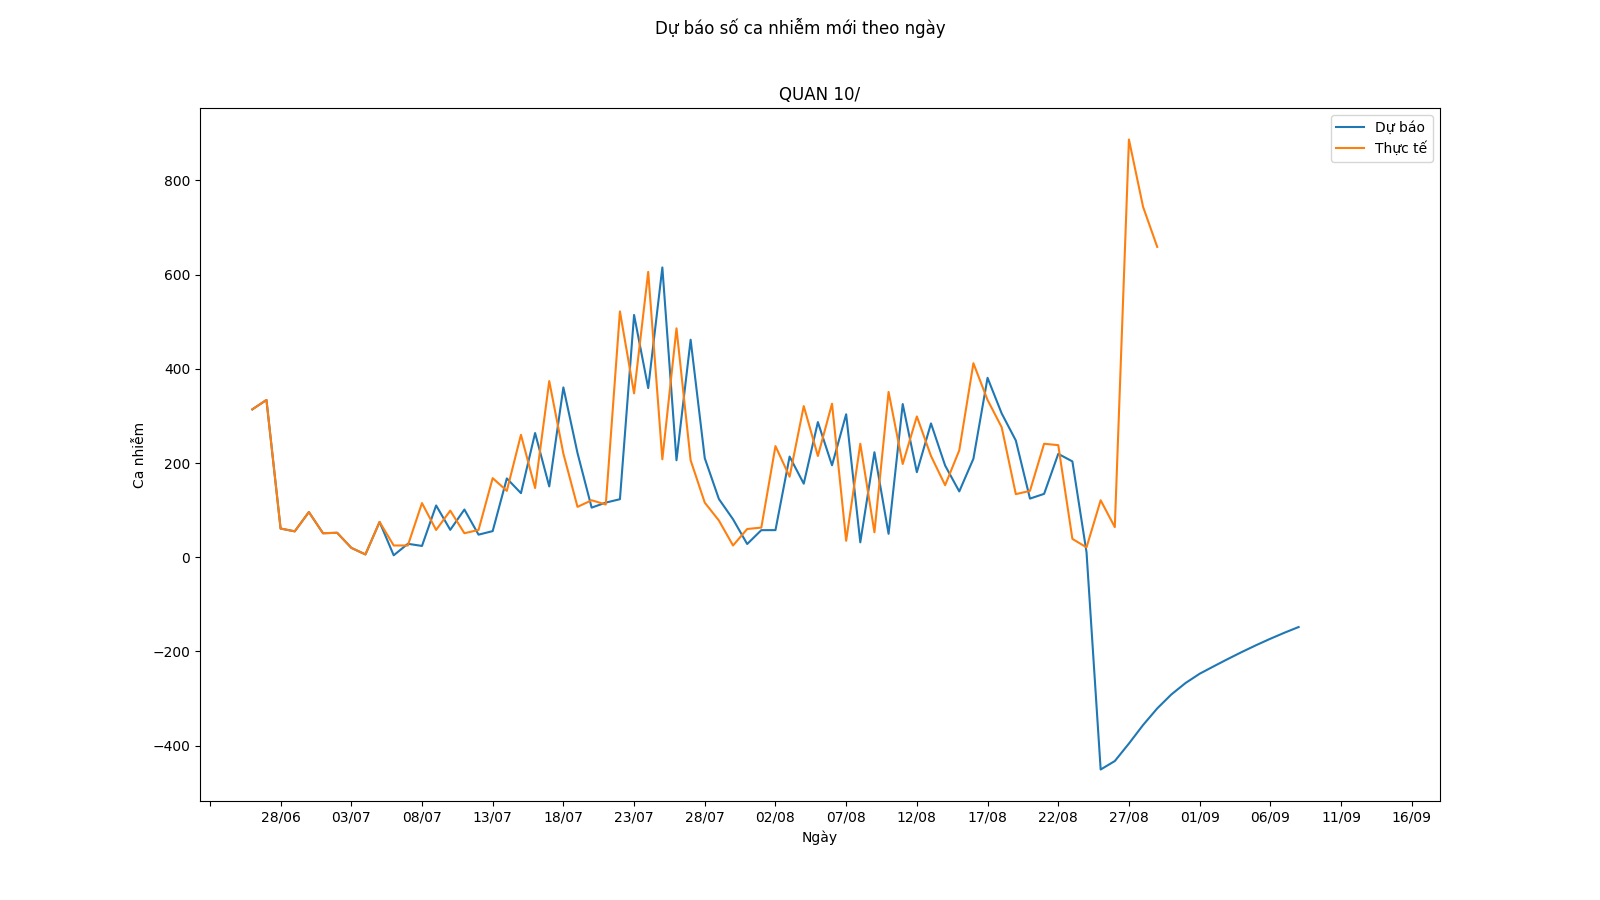 Dự báo số ca nhiễm mới theo ngày
QUAN 10/
Dự báo
Thực tế
800
600
400
200
0
−200
−400
Ca nhiễm
28/06 03/07 08/07 13/07 18/07 23/07 28/07 02/08 07/08 12/08 17/08 22/08 27/08 01/09 06/09 11/09 16/09
Ngày